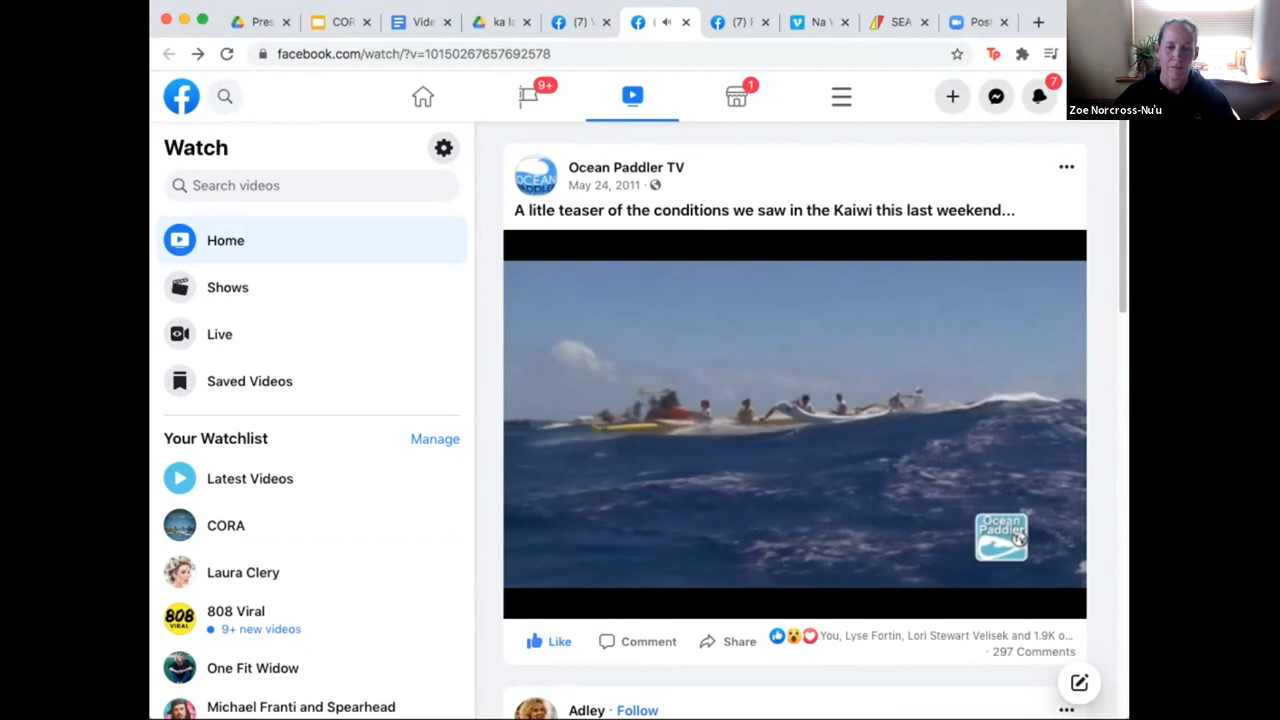 Pres
COR
Vide
ka la
(7)
(
(7)
Na
SEA
Post
facebook.com/watch/?v=10150267657692578
Zoe Norcross-Nu'u
9+
1
7
Watch
Search videos
Home
Shows
Live
Saved Videos
Your Watchlist
Manage
Latest Videos
CORA
Laura Clery
808 Viral
9+ new videos
One Fit Widow
Michael Franti and Spearhead
Ocean Paddler TV
May 24, 2011 ·
A litle teaser of the conditions we saw in the Kaiwi this last weekend...
Ocean
Paddler
Like
Comment
Share
You, Lyse Fortin, Lori Stewart Velisek and 1.9K o...
· 297 Comments
Adley · Follow